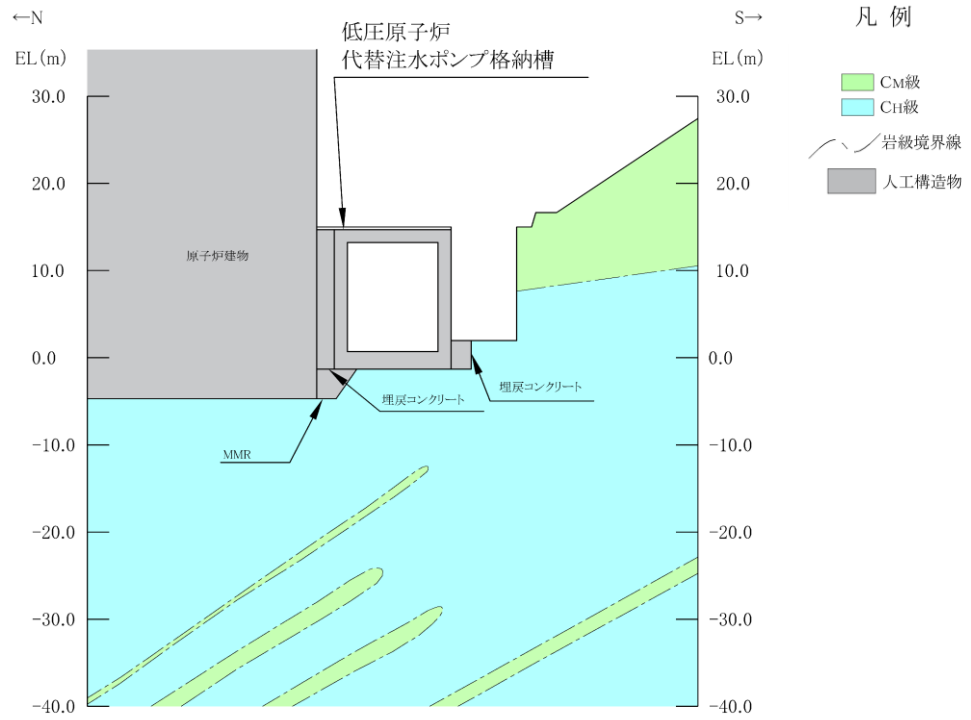 ←N
S→
EL(m)
EL(m)
低圧原子炉
代替注水ポンプ格納槽
凡 例
CM級
CH級
岩級境界線
人工構造物
30.0
20.0
10.0
0.0
-10.0
-20.0
-30.0
-40.0
30.0
20.0
10.0
0.0
-10.0
-20.0
-30.0
-40.0
原子炉建物
埋戻コンクリート
埋戻コンクリート
MMR